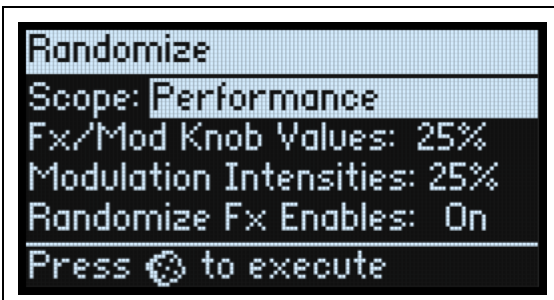 Randomize
Scope: Performance
Fx/Mod Knob Values: 25%
Modulation Intensities: 25%
Randomize Fx Enables: On
Press to execute